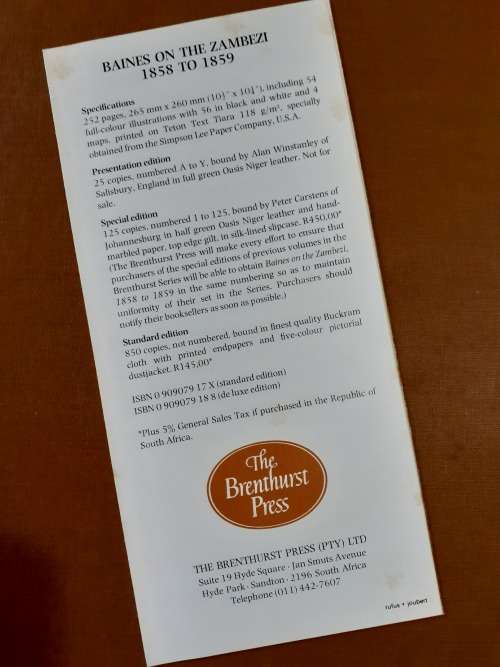 BAINES ON THE ZAMBEZI
1858 TO 1859
Specifications
252 pages, 265 mm x 260 mm (10½″ x 10¼″), including 54
full-colour illustrations with 56 in black and white and 4
maps, printed on Teton Text Tiara 118 g/m², specially
obtained from the Simpson Lee Paper Company, U.S.A.
Presentation edition
25 copies, numbered A to Y, bound by Alan Winstanley of
Salisbury, England in full green Oasis Niger leather. Not for
sale.
Special edition
125 copies, numbered 1 to 125, bound by Peter Carstens of
Johannesburg in half green Oasis Niger leather and hand-
marbled paper, top edge gilt, in silk-lined slipcase. R450,00*
(The Brenthurst Press will make every effort to ensure that
purchasers of the special editions of previous volumes in the
Brenthurst Series will be able to obtain Baines on the Zambezi,
1858 to 1859 in the same numbering so as to maintain
uniformity of their set in the Series. Purchasers should
notify their booksellers as soon as possible.)
Standard edition
850 copies, not numbered, bound in finest quality Buckram
cloth with printed endpapers and five-colour pictorial
dustjacket. R145,00*
ISBN 0 909079 17 X (standard edition)
ISBN 0 909079 18 8 (de luxe edition)
*Plus 5% General Sales Tax if purchased in the Republic of
South Africa.
The
Brenthurst
Press
THE BRENTHURST PRESS (PTY) LTD
Suite 19 Hyde Square · Jan Smuts Avenue
Hyde Park · Sandton · 2196 South Africa
Telephone (011) 442-7607
rufus + joubert